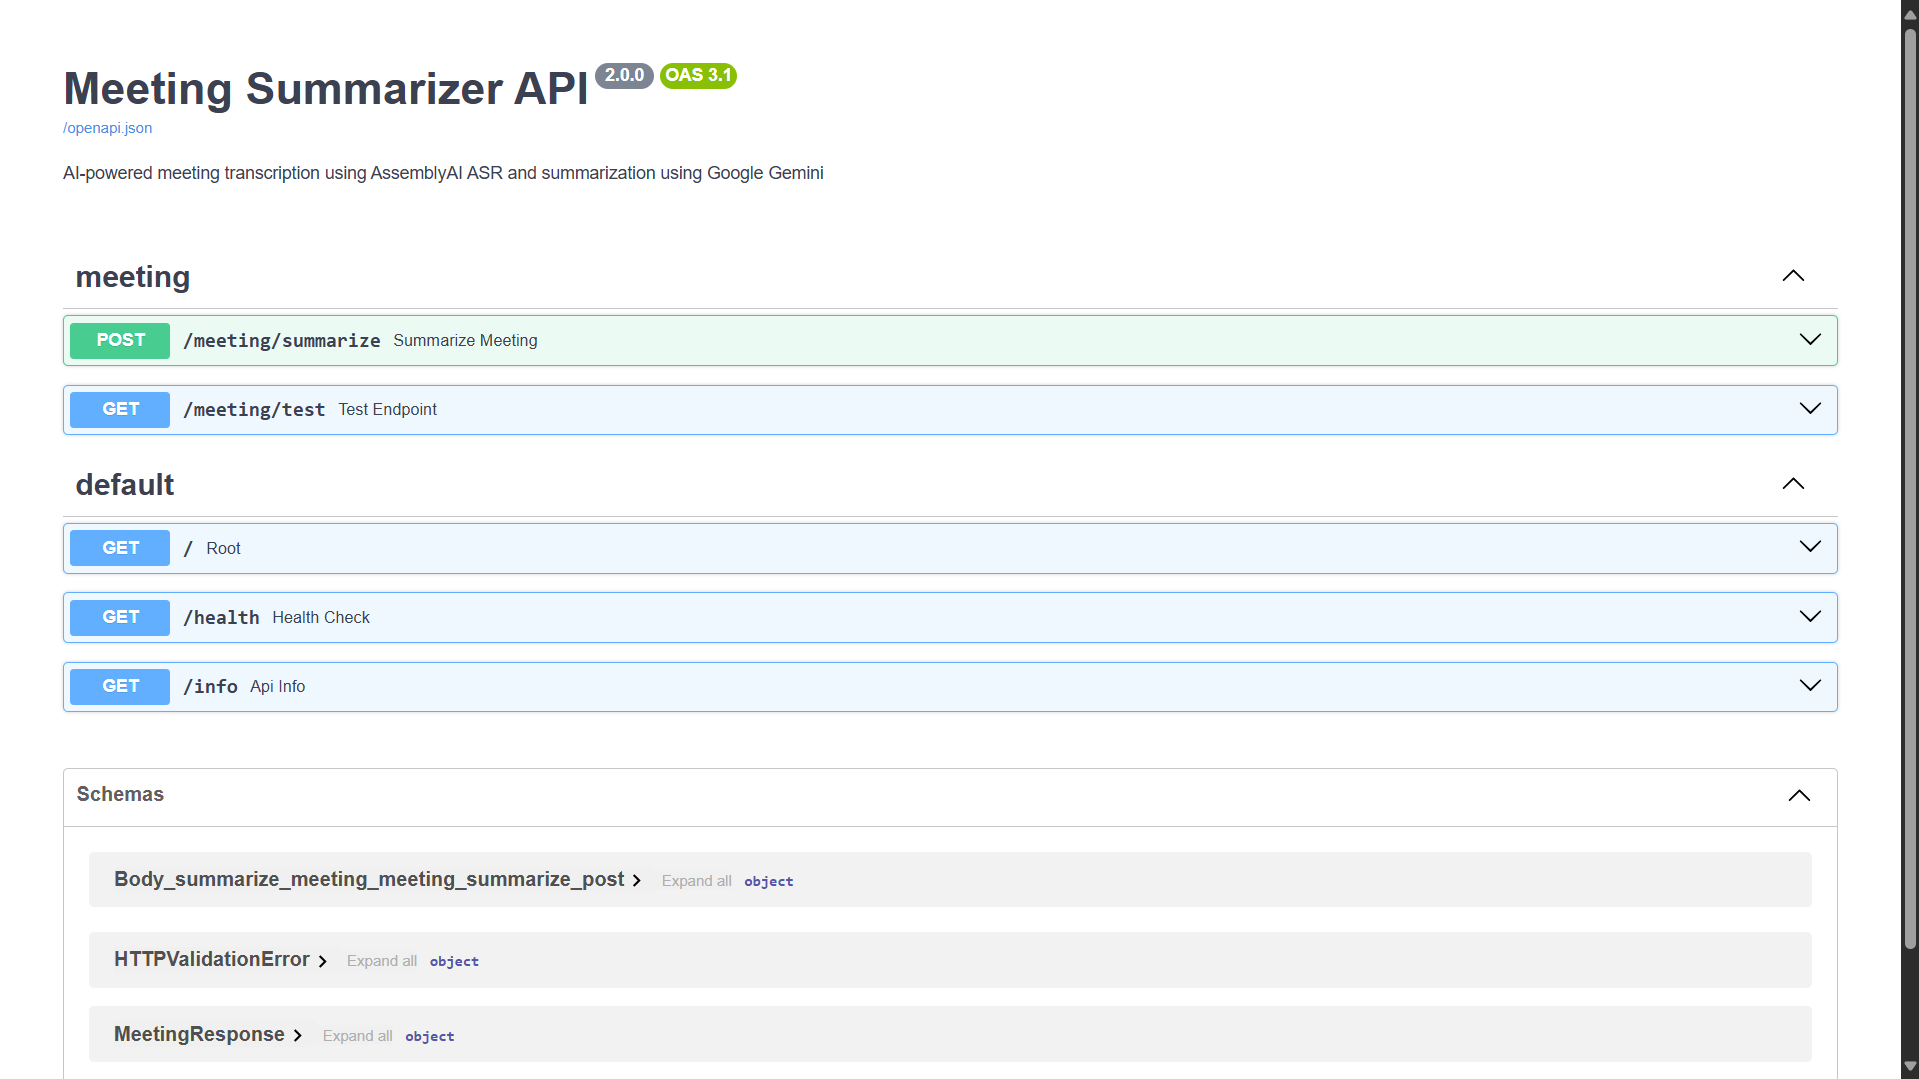 Meeting Summarizer API 2.0.0 OAS 3.1
/openapi.json
AI-powered meeting transcription using AssemblyAI ASR and summarization using Google Gemini
meeting
POST /meeting/summarize Summarize Meeting
GET /meeting/test Test Endpoint
default
GET / Root
GET /health Health Check
GET /info Api Info
Schemas
Body_summarize_meeting_meeting_summarize_post Expand all object
HTTPValidationError Expand all object
MeetingResponse Expand all object